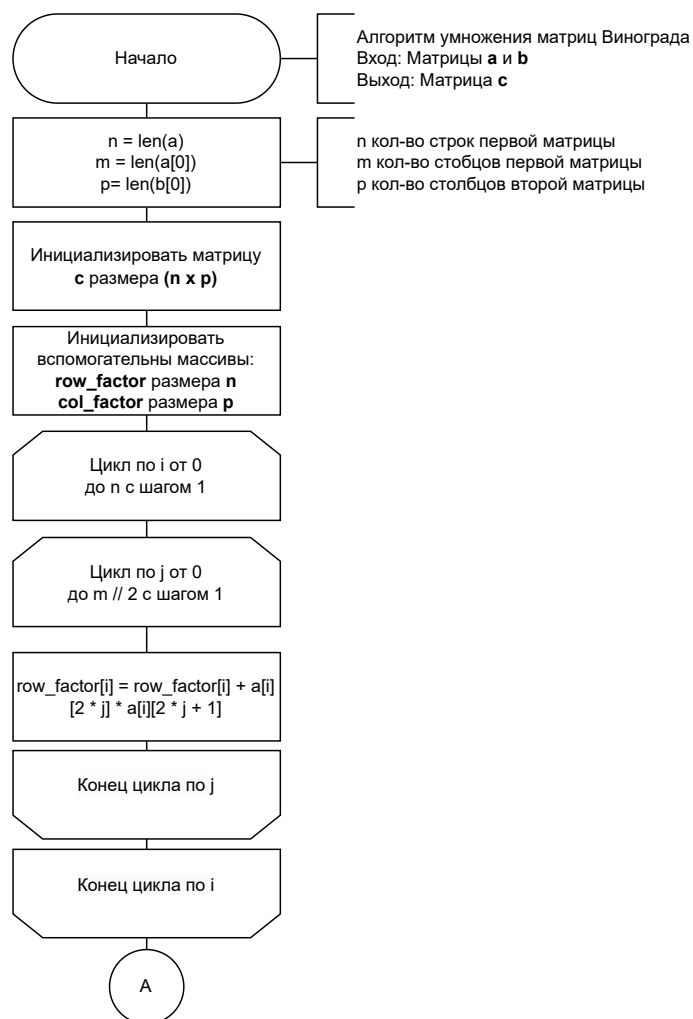 Начало
Алгоритм умножения матриц Винограда
Вход: Матрицы a и b
Выход: Матрица c
n = len(a)
m = len(a[0])
p= len(b[0])
n кол-во строк первой матрицы
m кол-во стобцов первой матрицы
p кол-во столбцов второй матрицы
Инициализировать матрицу
c размера (n x p)
Инициализировать
вспомогательны массивы:
row_factor размера n
col_factor размера p
Цикл по i от 0
до n с шагом 1
Цикл по j от 0
до m // 2 с шагом 1
row_factor[i] = row_factor[i] + a[i]
[2 * j] * a[i][2 * j + 1]
Конец цикла по j
Конец цикла по i
A